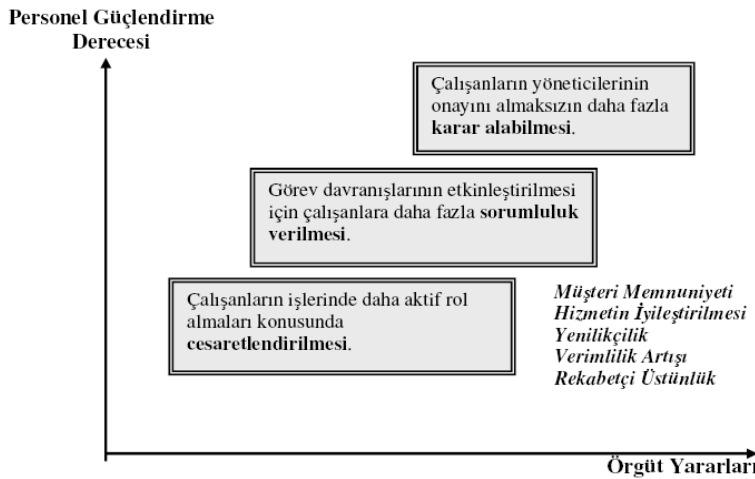 Personel Güçlendirme
Derecesi
Çalışanların yöneticilerinin
onayını almaksızın daha fazla
karar alabilmesi.
Görev davranışlarının etkinleştirilmesi
için çalışanlara daha fazla sorumluluk
verilmesi.
Çalışanların işlerinde daha aktif rol
almaları konusunda
cesaretlendirilmesi.
Müşteri Memnuniyeti
Hizmetin İyileştirilmesi
Yenilikçilik
Verimlilik Artışı
Rekabetçi Üstünlük
Örgüt Yararları